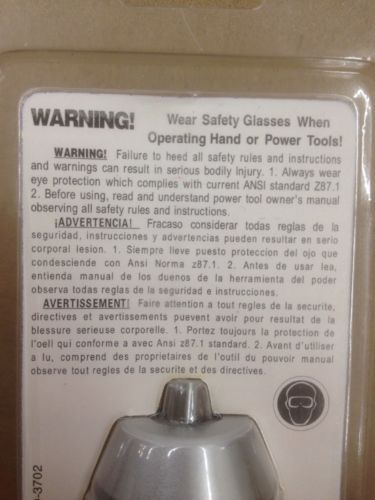 WARNING! Wear Safety Glasses When
Operating Hand or Power Tools!
WARNING! Failure to heed all safety rules and instructions
and warnings can result in serious bodily Injury. 1. Always wear
eye protection which complies with current ANSI standard Z87.1
2. Before using, read and understand power tool owner's manual
observing all safety rules and instructions.
¡ADVERTENCIA! Fracaso considerar todas reglas de la
seguridad, instrucciones y advertencias pueden resultar en serio
corporal lesion. 1. Siempre lleve puesto proteccion del ojo que
condesciende con Ansi Norma z87.1. 2. Antes de usar lea,
entienda manual de los duenos de la herramienta del poder
observa todas reglas de la seguridad e instrucciones.
AVERTISSEMENT! Faire attention a tout regles de la securite,
directives et avertissements peuvent avoir pour resultat de la
blessure serieuse corporelle. 1. Portez toujours la protection de
l'oell qui conforme a avec Ansi z87.1 standard. 2. Avant d'utiliser
a lu, comprend des proprietaires de l'outil du pouvoir manual
observe tout regles de la securite et des directives.
-3702